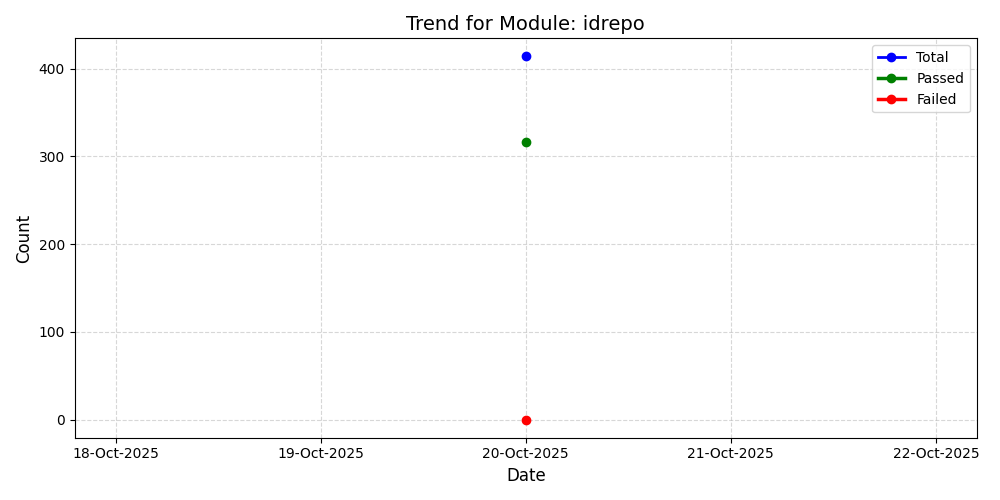 Trend for Module: idrepo
Total
Passed
Failed
400
300
200
100
0
Count
18-Oct-2025
19-Oct-2025
20-Oct-2025
21-Oct-2025
22-Oct-2025
Date